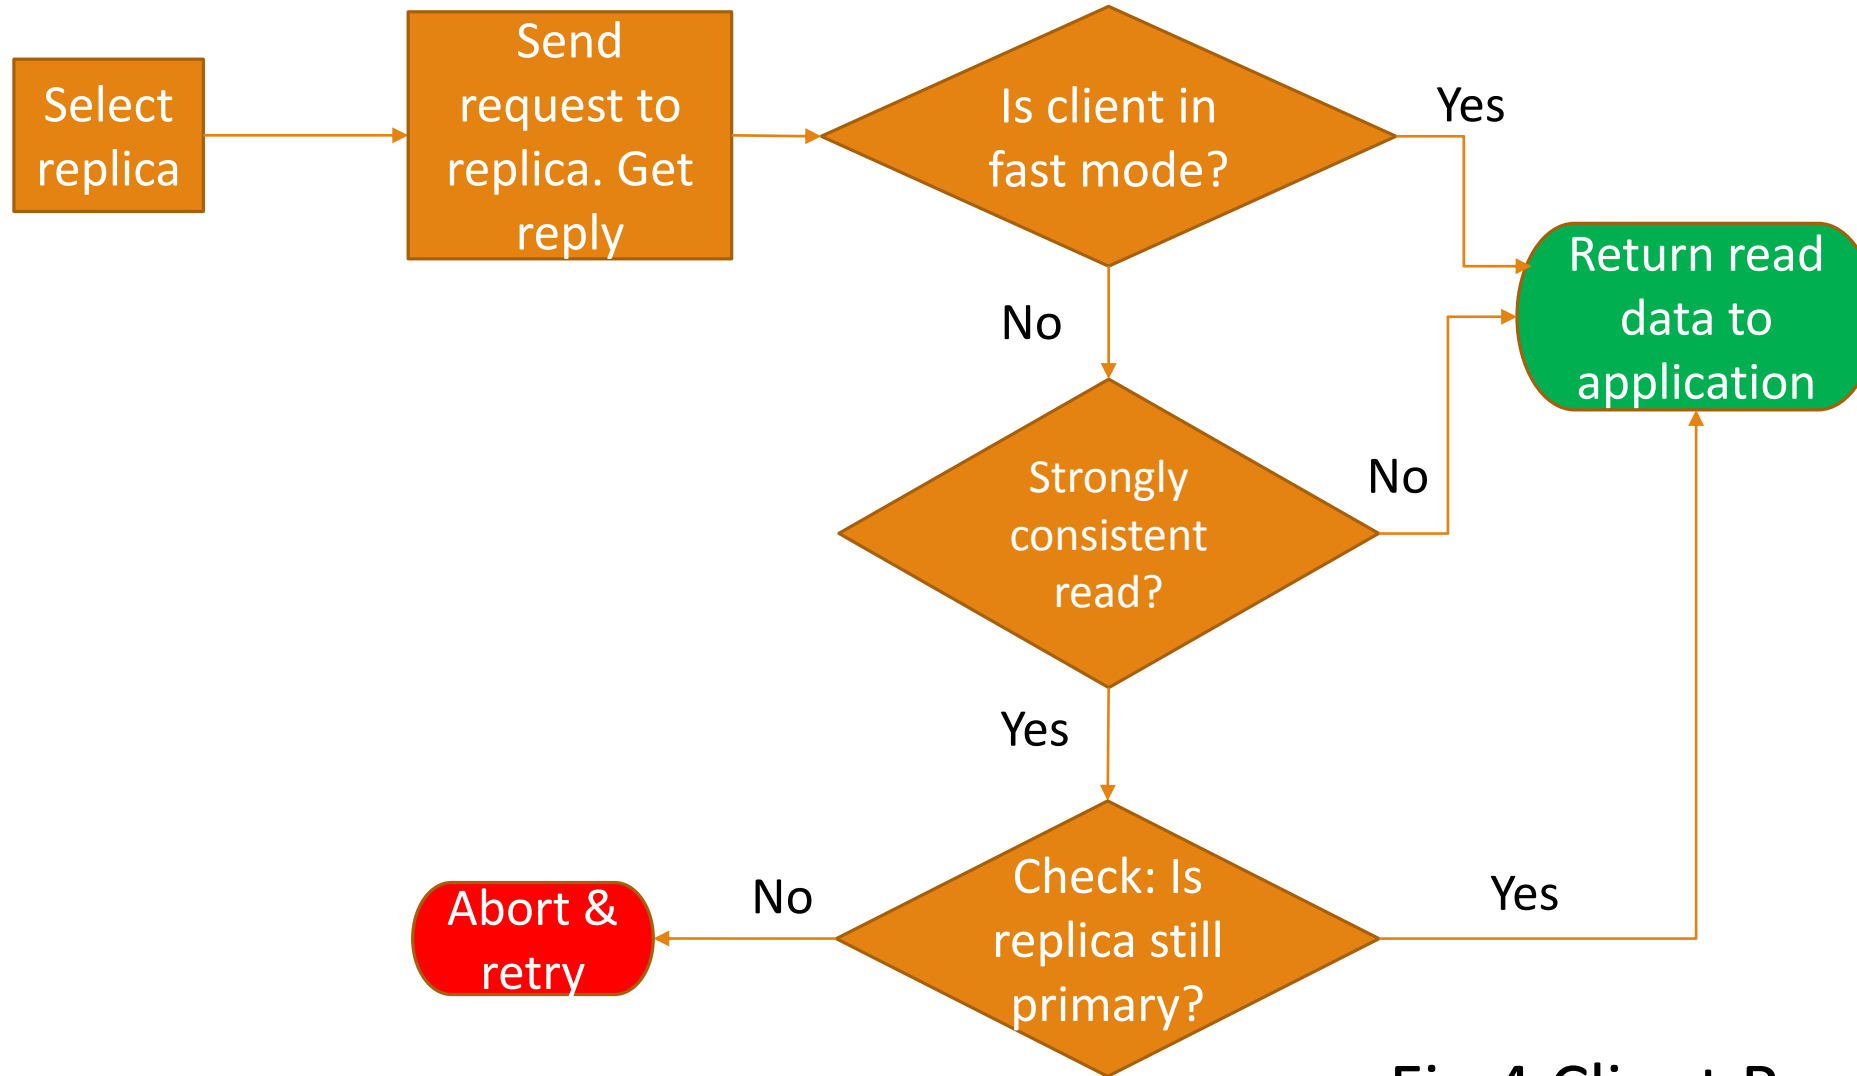 Select
replica
Send
request to
replica. Get
reply
Is client in
fast mode?
Yes
No
Return read
data to
application
Strongly
consistent
read?
No
Yes
Check: Is
replica still
primary?
No
Yes
Abort &
retry